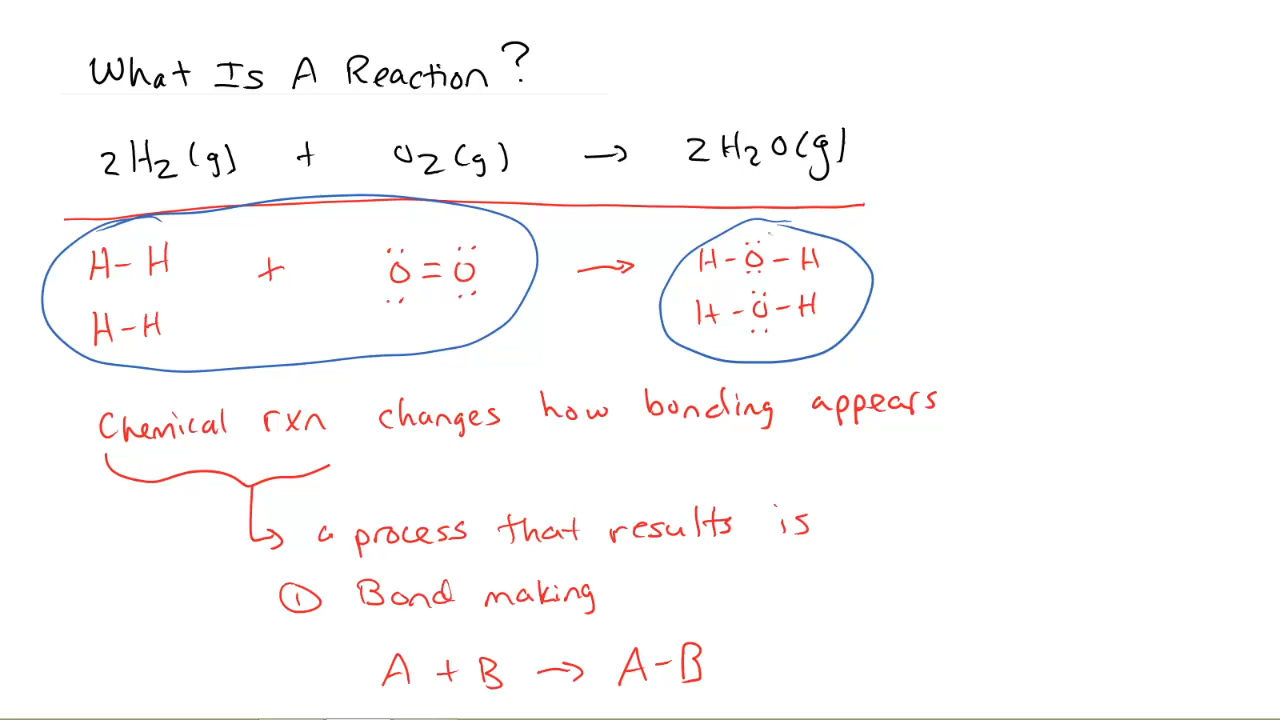 What Is A Reaction?
2H2(g) + O2(g) → 2H2O(g)
H-H + O=O → H-O-H
H-H H-O-H
Chemical rxn changes how bonding appears
a process that results is
① Bond making
A + B → A-B